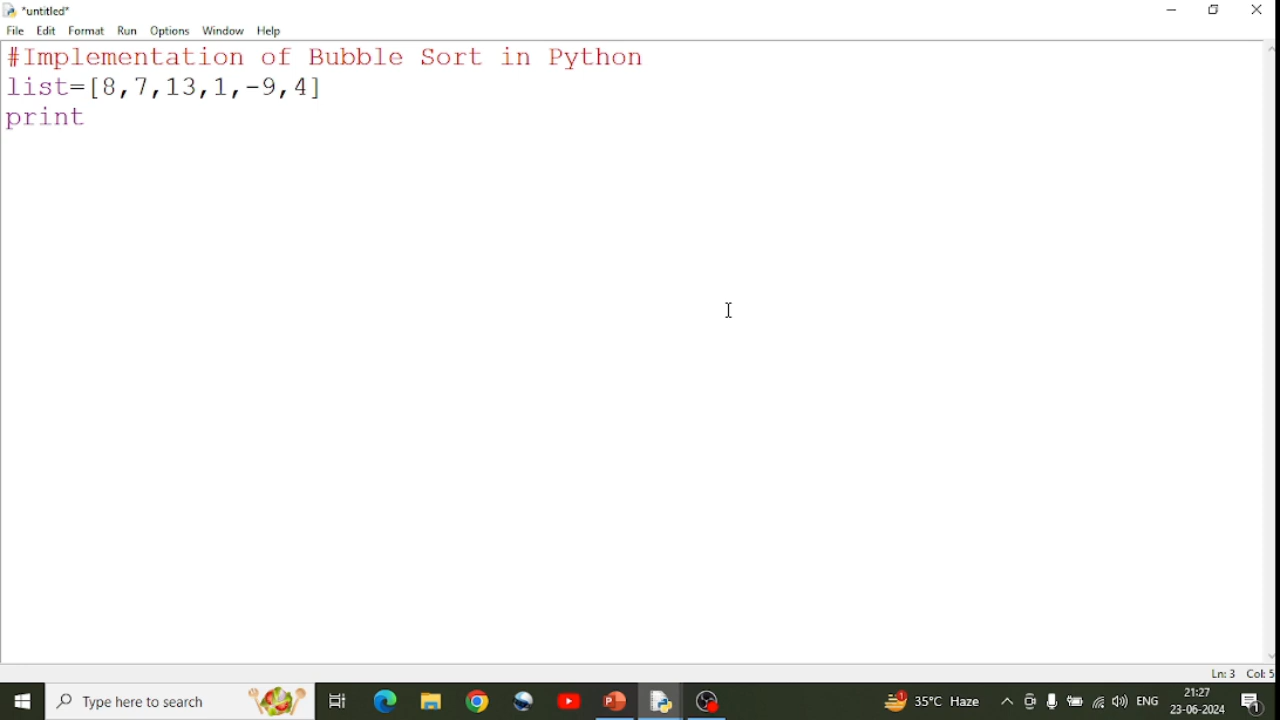 *untitled*
File Edit Format Run Options Window Help
#Implementation of Bubble Sort in Python
list=[8,7,13,1,-9,4]
print
Ln: 3 Col: 5
Type here to search
1
35°C Haze
ENG
21:27
23-06-2024
1